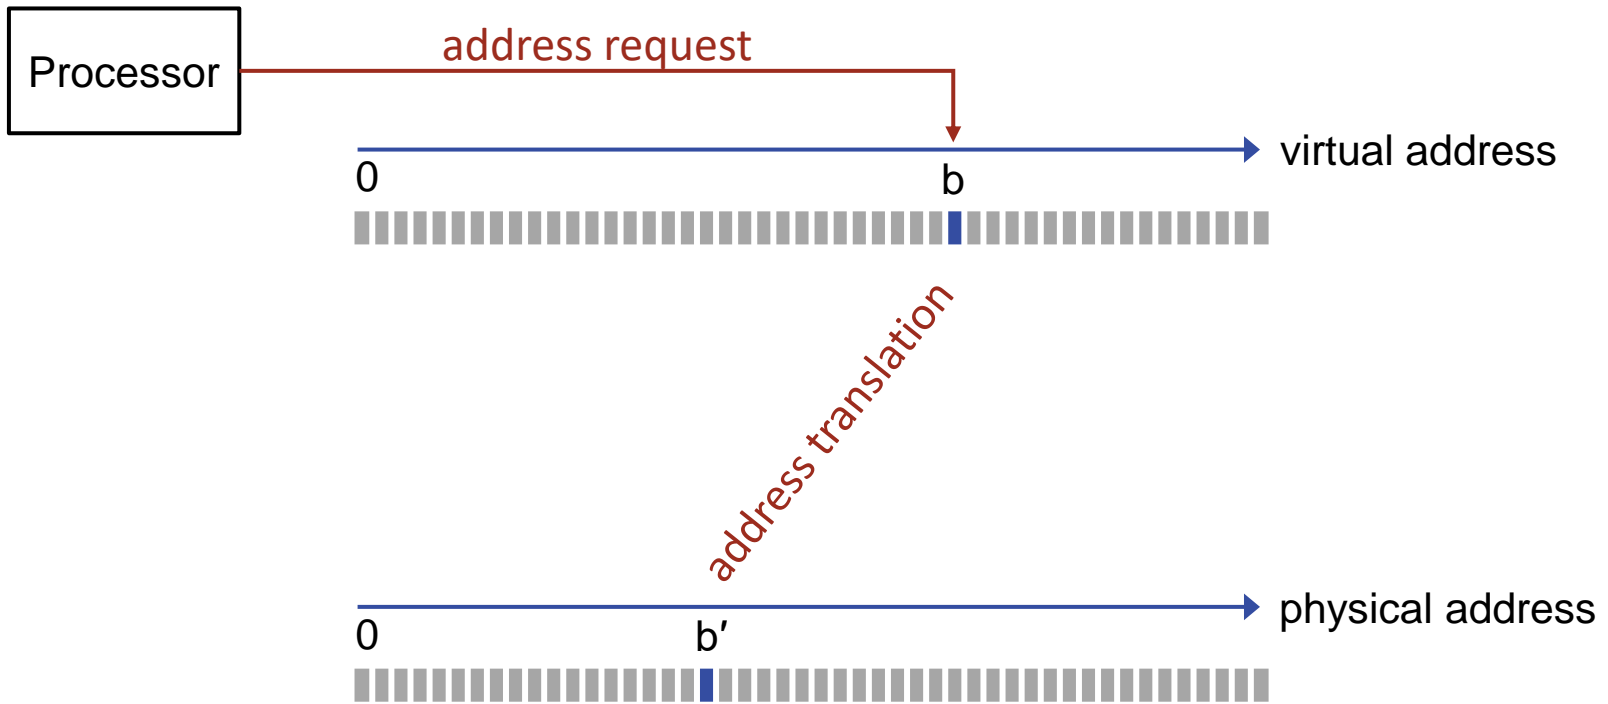 address request
Processor
virtual address
0
b
address translation
physical address
0
b′